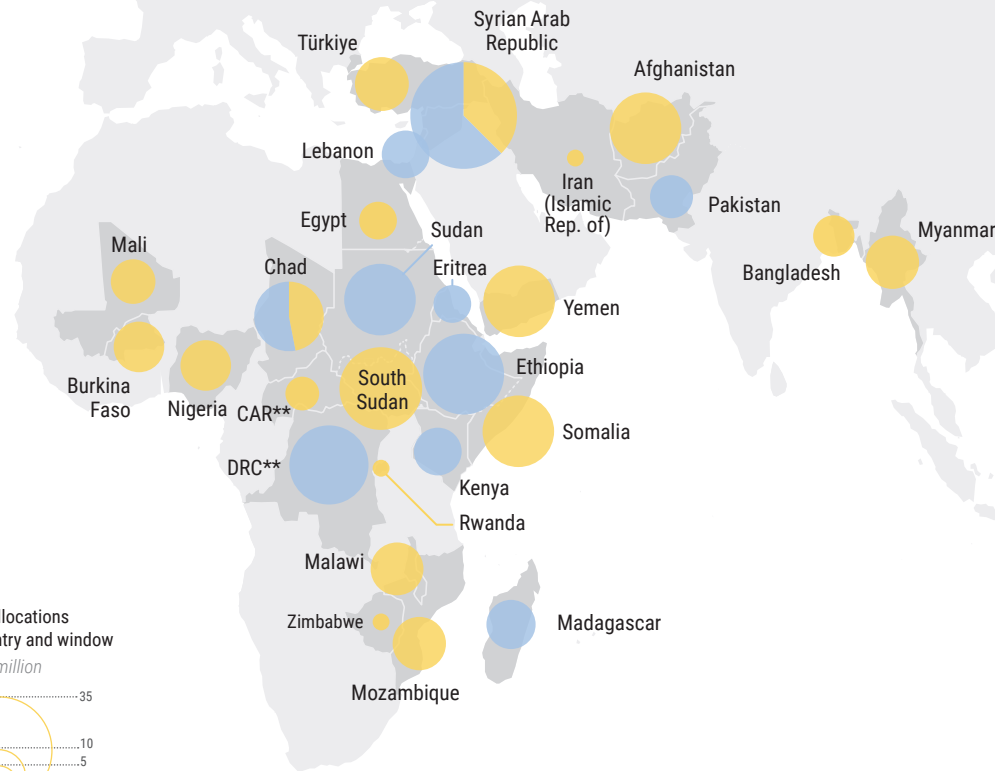 Syrian Arab
Republic
Türkiye
Afghanistan
Lebanon
Iran
(Islamic
Rep. of)
Pakistan
Egypt
Sudan
Myanmar
Mali
Chad
Eritrea
Bangladesh
Yemen
Ethiopia
South
Sudan
Burkina
Faso
Nigeria
CAR**
Somalia
DRC**
Kenya
Rwanda
Malawi
Zimbabwe
Madagascar
Mozambique
llocations
ntry and window
million
35
10
5